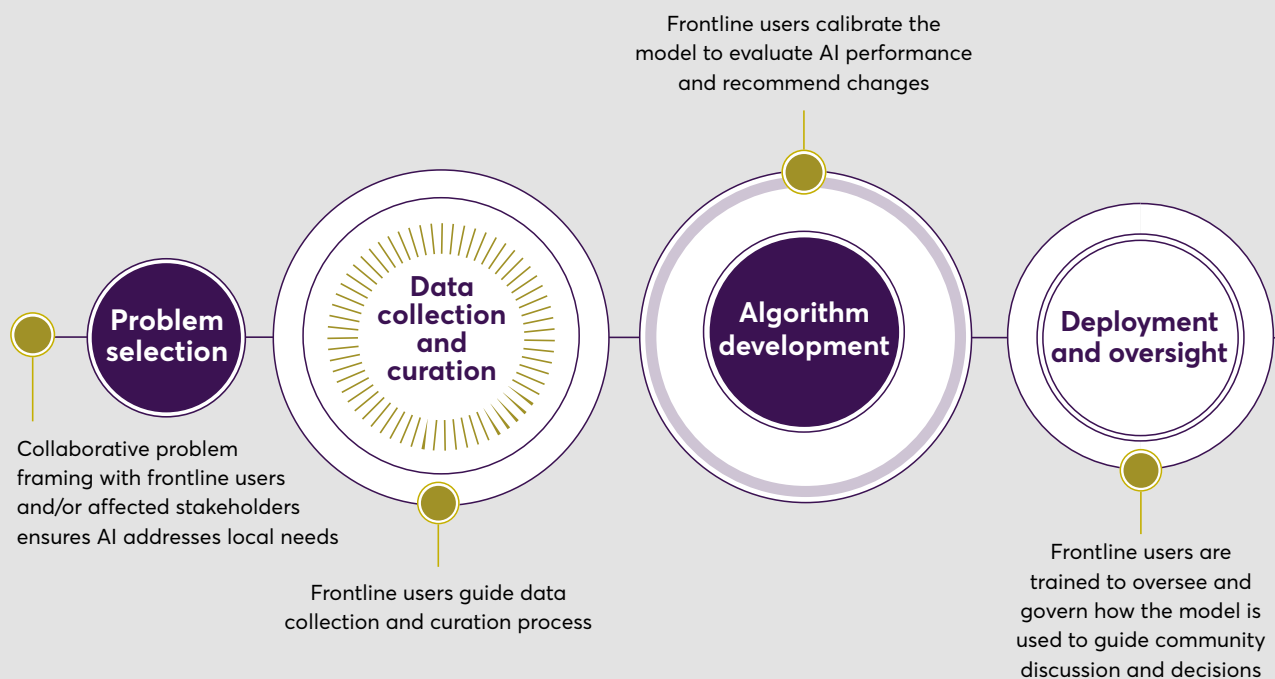 Frontline users calibrate the
model to evaluate AI performance
and recommend changes
Problem
selection
Data
collection
and
curation
Algorithm
development
Deployment
and oversight
Collaborative problem
framing with frontline users
and/or affected stakeholders
ensures AI addresses local needs
Frontline users guide data
collection and curation process
Frontline users are
trained to oversee and
govern how the model is
used to guide community
discussion and decisions